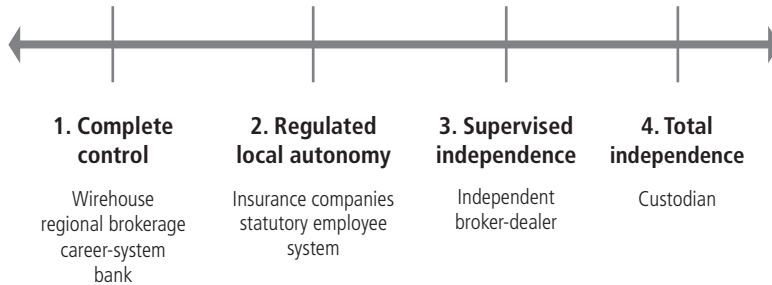 1. Complete
control
Wirehouse
regional brokerage
career-system
bank
2. Regulated
local autonomy
Insurance companies
statutory employee
system
3. Supervised
independence
Independent
broker-dealer
4. Total
independence
Custodian